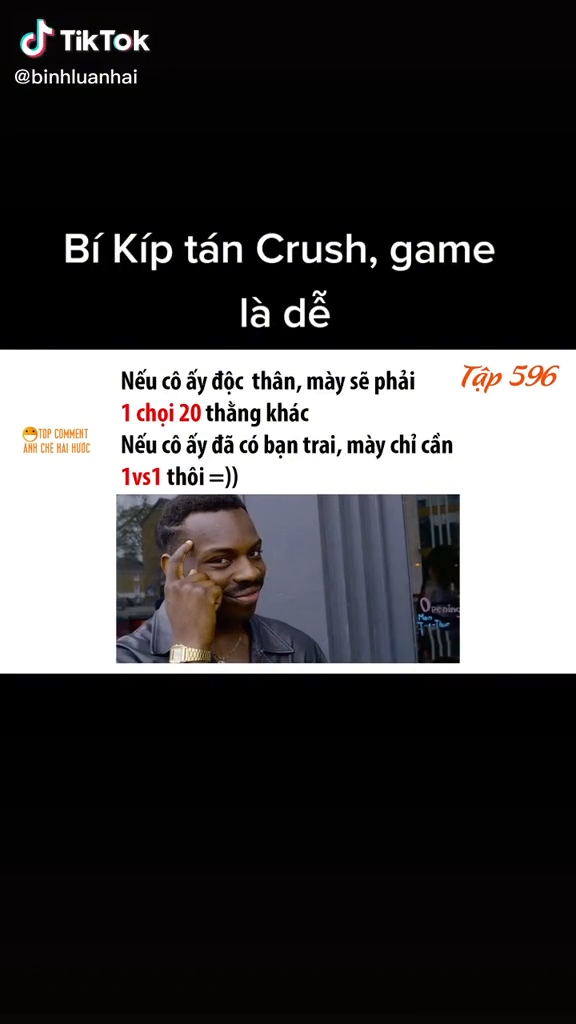 TikTok
@binhluanhai
Bí Kíp tán Crush, game
là dễ
Nếu cô ấy độc thân, mày sẽ phải
Tập 596
1 chọi 20 thằng khác
TOP COMMENT
ẢNH CHẾ HÀI HƯỚC
Nếu cô ấy đã có bạn trai, mày chỉ cần
1vs1 thôi =))
Opening